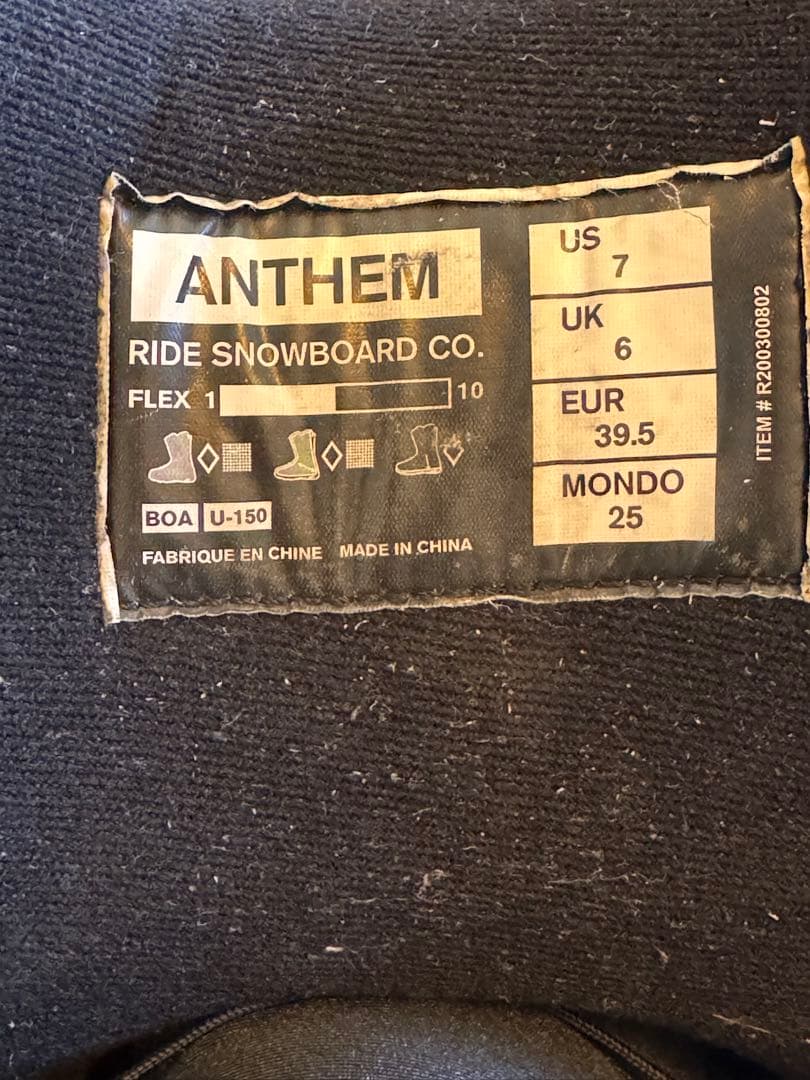 ANTHEM
RIDE SNOWBOARD CO.
FLEX 1 10
BOA U-150
FABRIQUE EN CHINE MADE IN CHINA
US
7
UK
6
EUR
39.5
MONDO
25
ITEM # R200300802